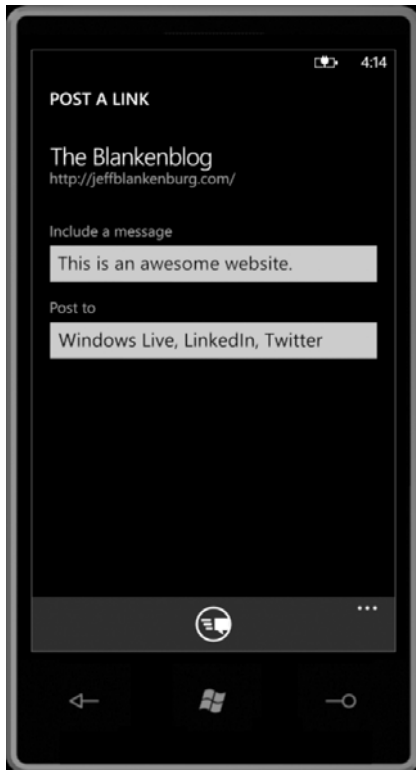 4:14
POST A LINK
The Blankenblog
http://jeffblankenburg.com/
Include a message
This is an awesome website.
Post to
Windows Live, LinkedIn, Twitter